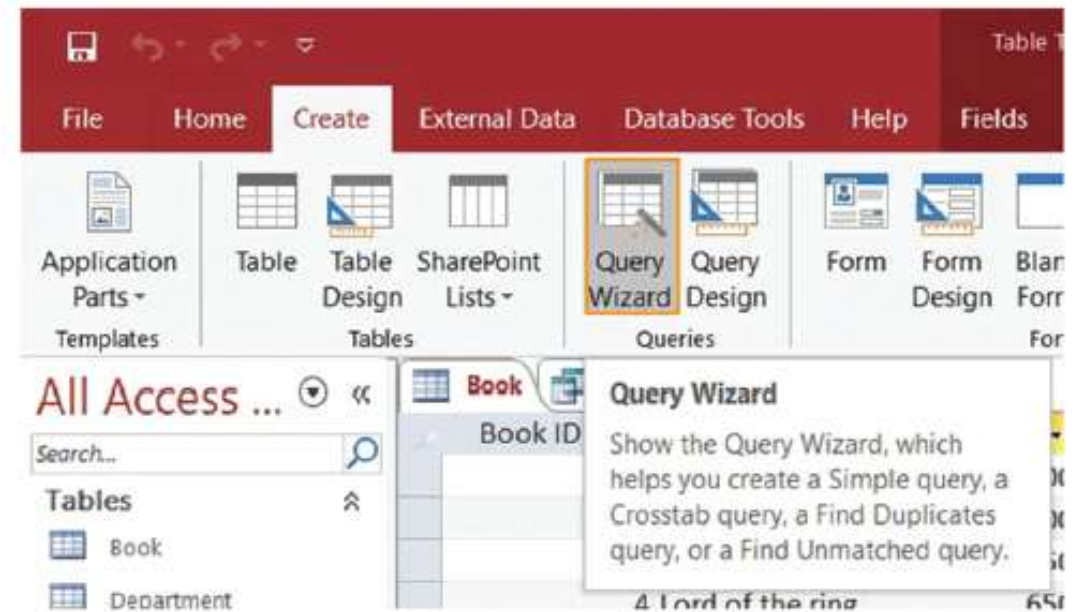 Table T
File Home Create External Data Database Tools Help Fields
Application Parts Table Table Design SharePoint Lists Query Wizard Query Design Form Form Design
Templates Tables Queries
All Access ...
Book
Query Wizard
Book ID
Search...
Show the Query Wizard, which
helps you create a Simple query, a
Tables
Crosstab query, a Find Duplicates
Book
query, or a Find Unmatched query.
Department
4 Lord of the ring